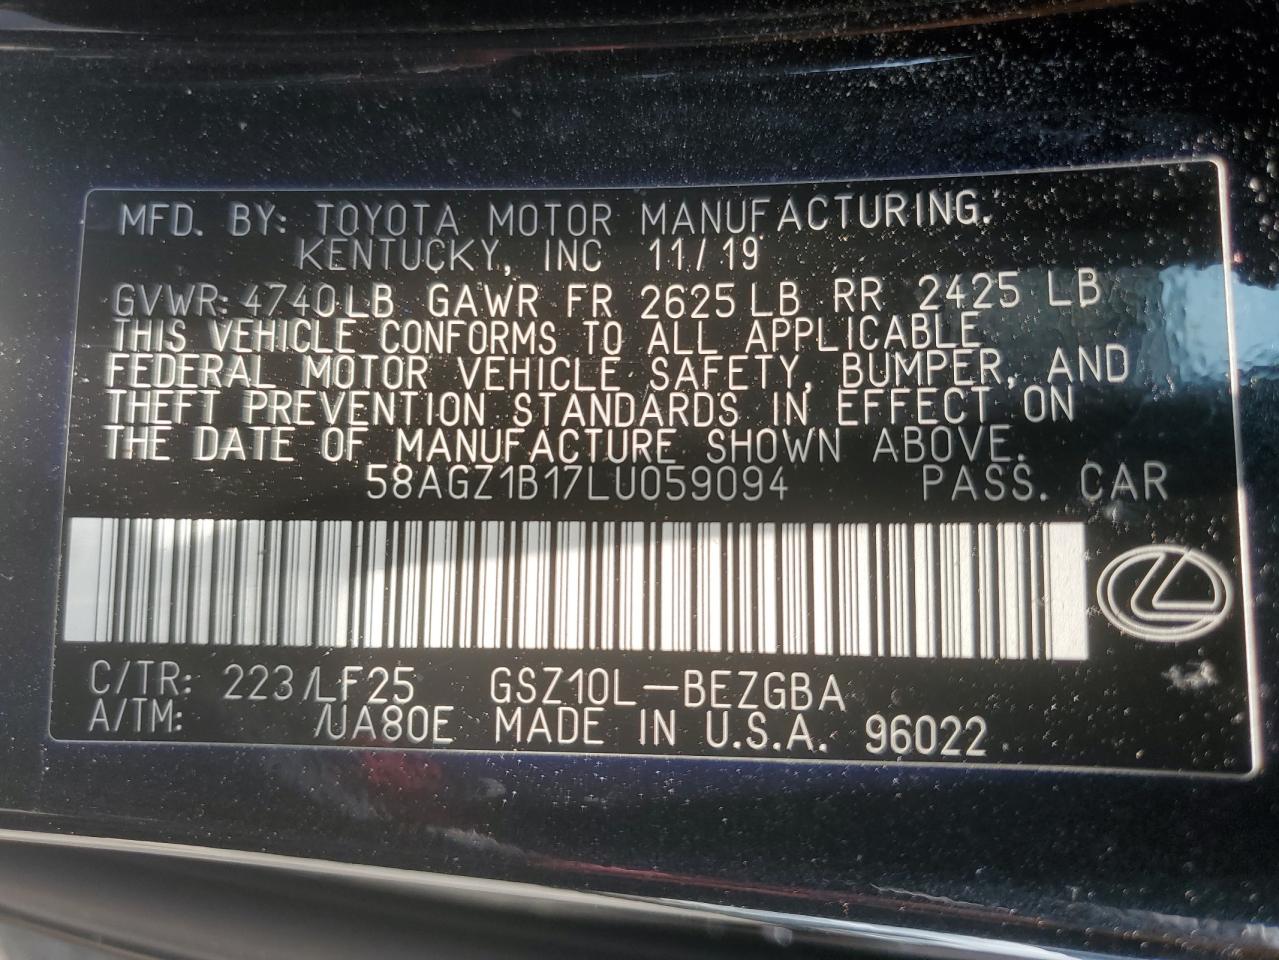 MFD. BY: TOYOTA MOTOR MANUFACTURING.
KENTUCKY, INC 11/19
GVWR: 4740LB GAWR FR 2625LB RR 2425 LB
THIS VEHICLE CONFORMS TO ALL APPLICABLE
FEDERAL MOTOR VEHICLE SAFETY, BUMPER, AND
THEFT PREVENTION STANDARDS IN EFFECT ON
THE DATE OF MANUFACTURE SHOWN ABOVE.
58AGZ1B17LU059094 PASS. CAR
C/TR: 223/LF25 GSZ10L-BEZGBA
A/TM: /UA80E MADE IN U.S.A. 96022